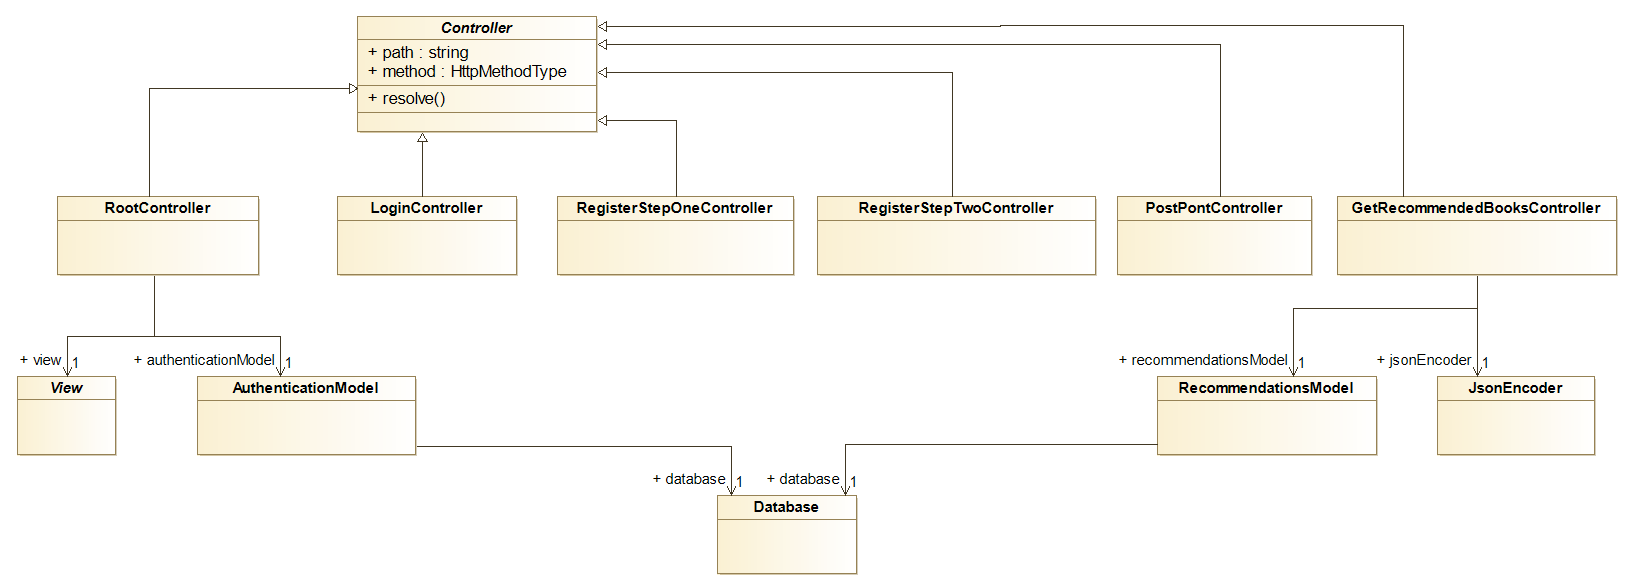 Controller
+ path : string
+ method : HttpMethodType
+ resolve()
RootController
LoginController
RegisterStepOneController
RegisterStepTwoController
PostPontController
GetRecommendedBooksController
+ view
1
+ authenticationModel
1
+ recommendationsModel
1
+ jsonEncoder
1
View
AuthenticationModel
RecommendationsModel
JsonEncoder
+ database
1
+ database
1
Database